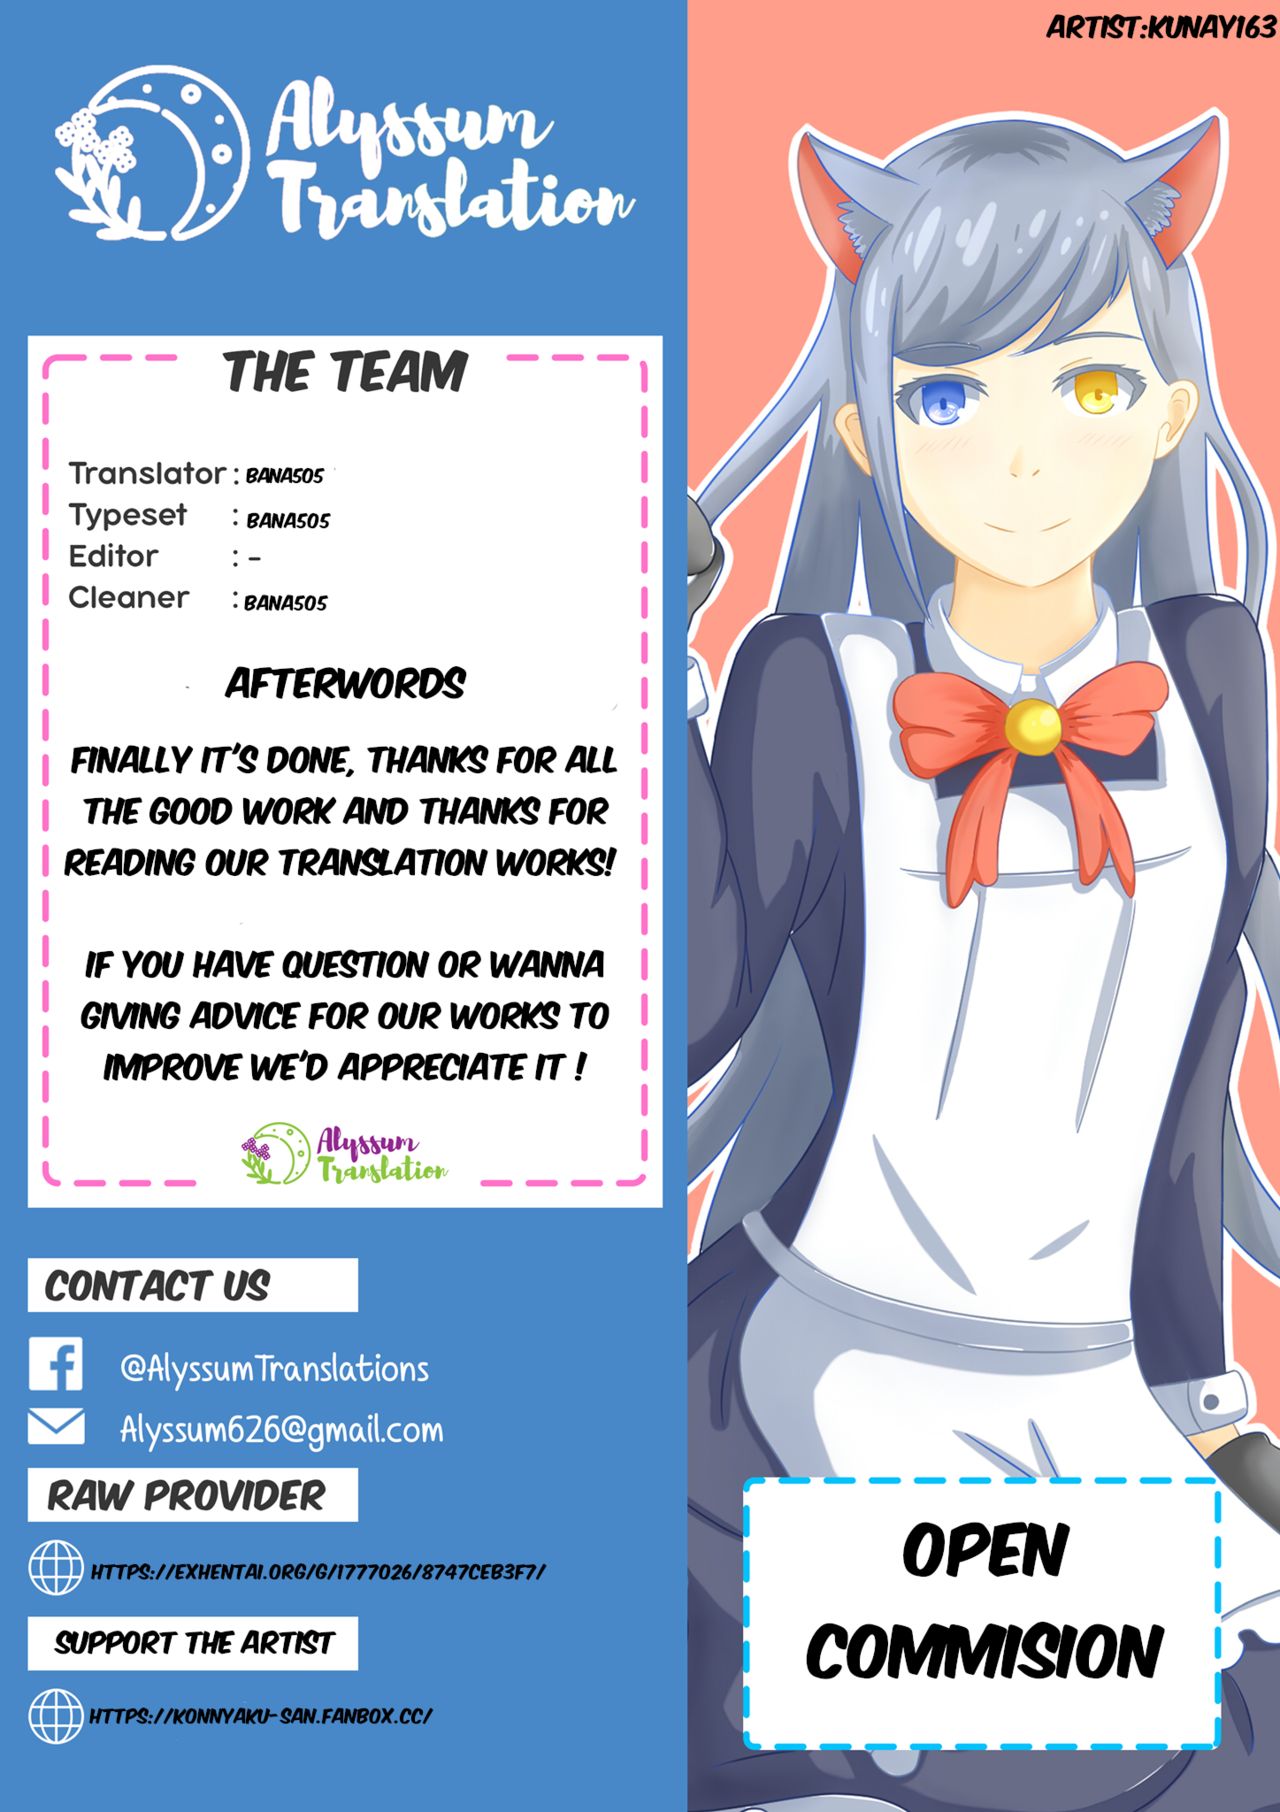 ARTIST:KUNAY163
Alyssum
Translation
THE TEAM
Translator : BANA505
Typeset : BANA505
Editor : -
Cleaner : BANA505
AFTERWORDS
FINALLY IT'S DONE, THANKS FOR ALL
THE GOOD WORK AND THANKS FOR
READING OUR TRANSLATION WORKS!
IF YOU HAVE QUESTION OR WANNA
GIVING ADVICE FOR OUR WORKS TO
IMPROVE WE'D APPRECIATE IT !
Alyssum
Translation
CONTACT US
@AlyssumTranslations
Alyssum626@gmail.com
RAW PROVIDER
HTTPS://EXHENTAI.ORG/G/1777026/8747CEB3F7/
SUPPORT THE ARTIST
HTTPS://KONNYAKU-SAN.FANBOX.CC/
OPEN
COMMISION